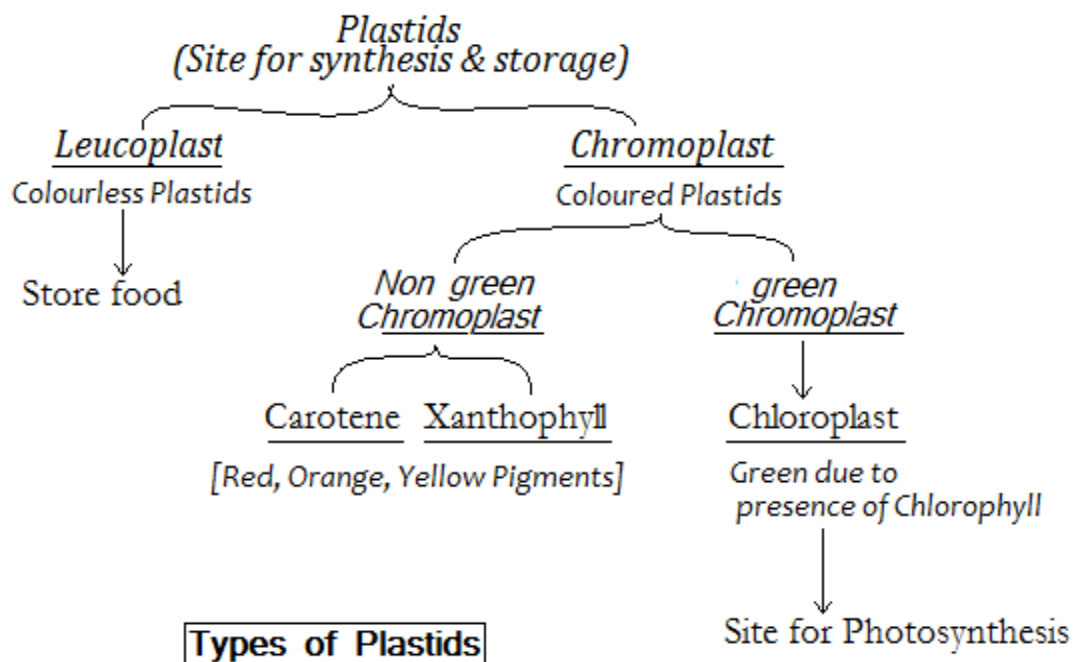 Plastids
(Site for synthesis & storage)
Leucoplast
Chromoplast
Colourless Plastids
Coloured Plastids
Store food
Non green
Chromoplast
green
Chromoplast
Carotene Xanthophyll
Chloroplast
[Red, Orange, Yellow Pigments]
Green due to
presence of Chlorophyll
Site for Photosynthesis
Types of Plastids